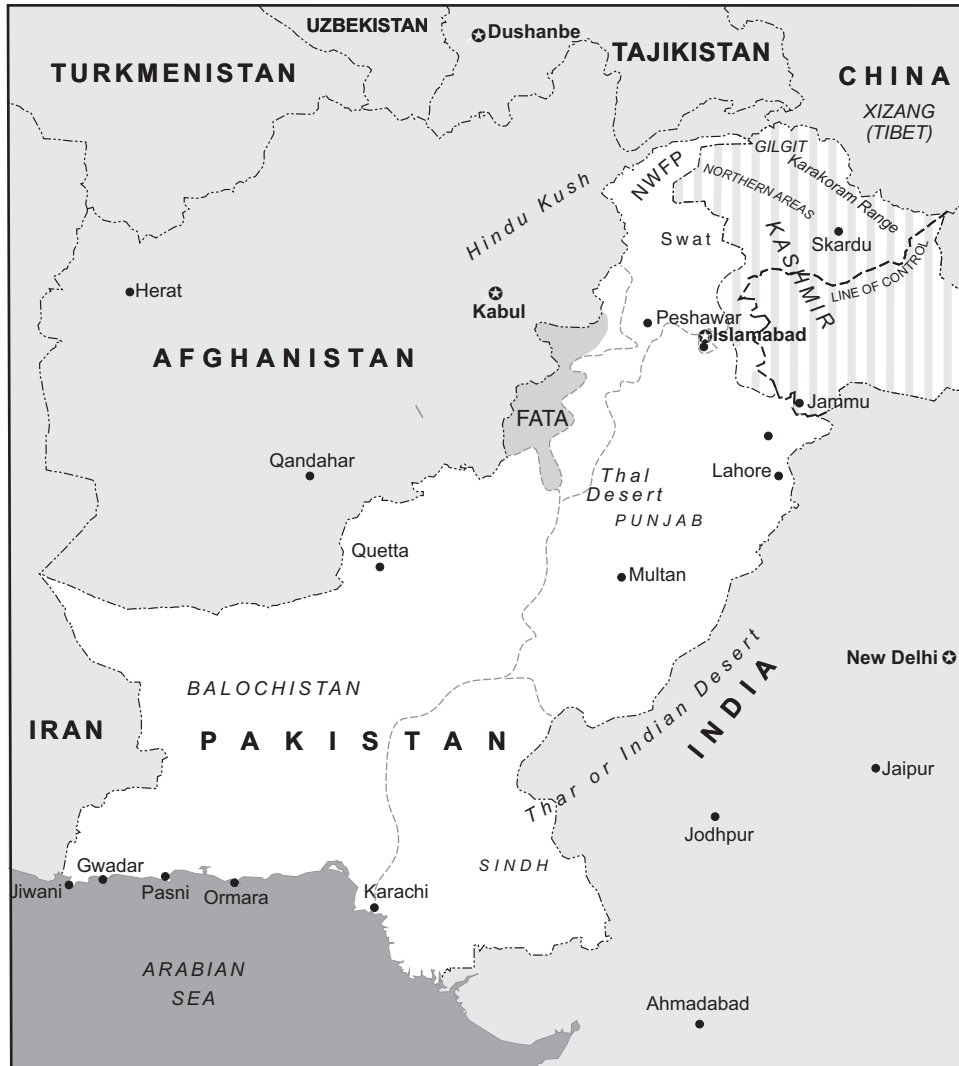 UZBEKISTAN
Dushanbe
TURKMENISTAN
TAJIKISTAN
CHINA
XIZANG
(TIBET)
GILGIT
Karakoram Range
NORTHERN AREAS
NWFP
Hindu Kush
Swat
Skardu
KASHMIR
LINE OF CONTROL
Herat
Kabul
Peshawar
Islamabad
AFGHANISTAN
Jammu
FATA
Qandahar
Lahore
Thal
Desert
PUNJAB
Quetta
Multan
New Delhi
BALOCHISTAN
IRAN
PAKISTAN
Thar or Indian Desert
INDIA
Jaipur
Jodhpur
SINDH
Gwadar
Jiwani
Pasni
Ormara
Karachi
ARABIAN
SEA
Ahmadabad